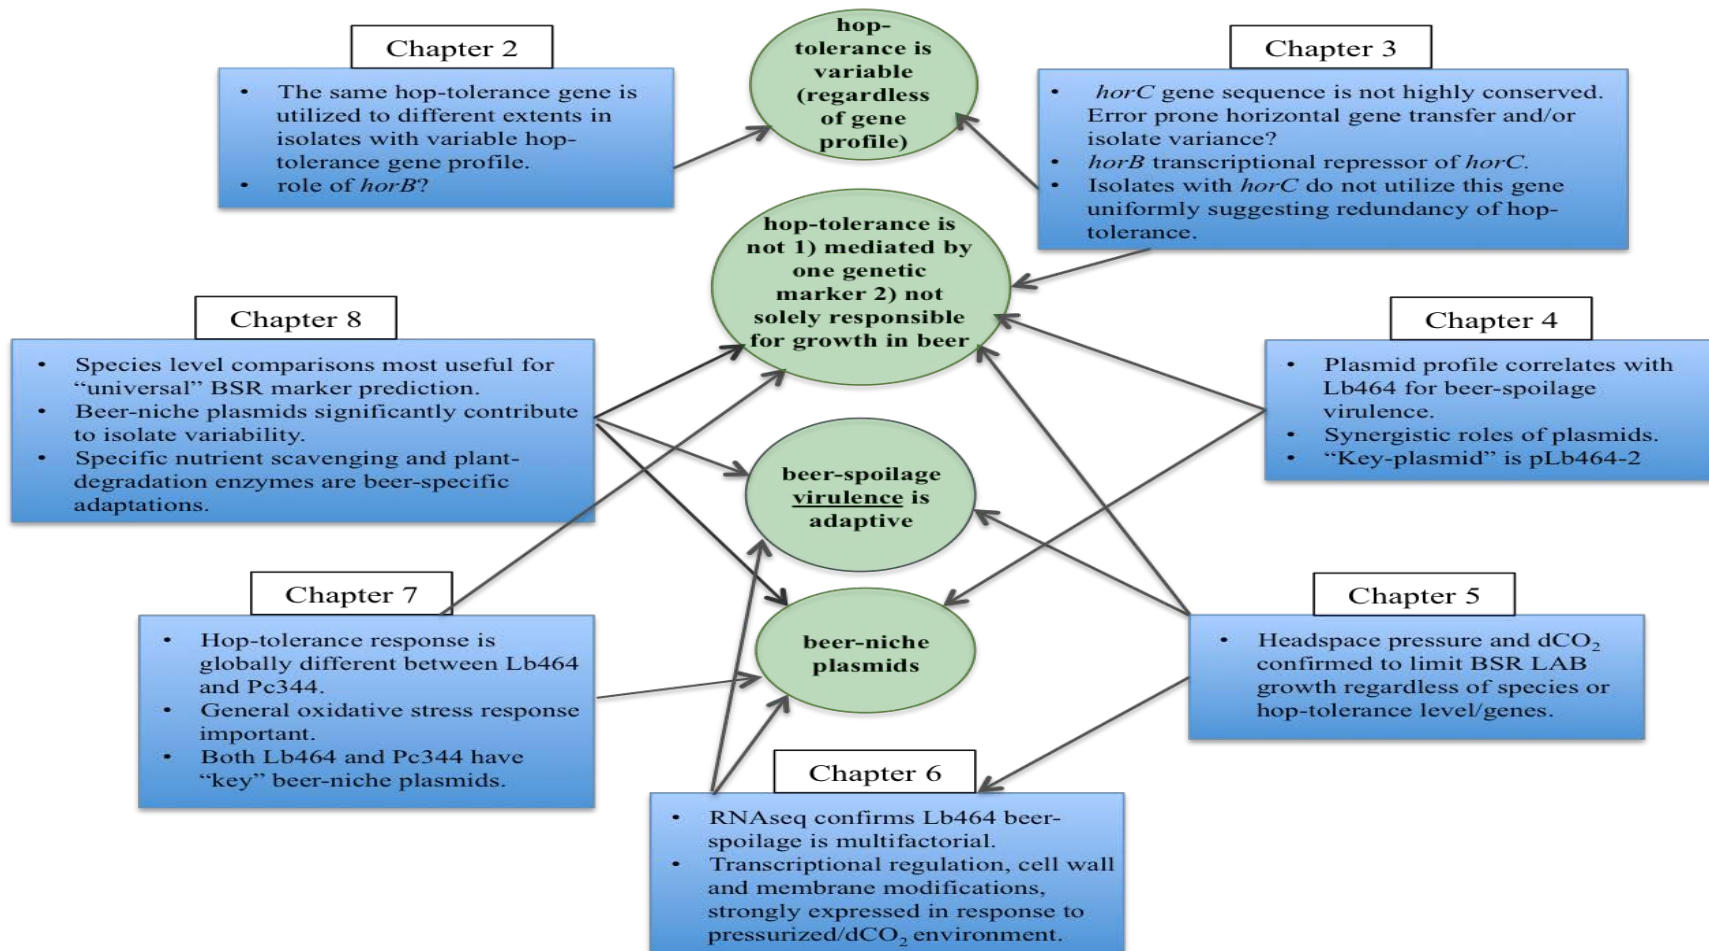 Chapter 2
• The same hop-tolerance gene is
utilized to different extents in
isolates with variable hop-
tolerance gene profile.
• role of horB?
hop-
tolerance is
variable
(regardless
of gene
profile)
Chapter 3
• horC gene sequence is not highly conserved.
Error prone horizontal gene transfer and/or
isolate variance?
• horB transcriptional repressor of horC.
• Isolates with horC do not utilize this gene
uniformly suggesting redundancy of hop-
tolerance.
hop-tolerance is
not 1) mediated by
one genetic
marker 2) not
solely responsible
for growth in beer
Chapter 8
• Species level comparisons most useful for
“universal” BSR marker prediction.
• Beer-niche plasmids significantly contribute
to isolate variability.
• Specific nutrient scavenging and plant-
degradation enzymes are beer-specific
adaptations.
Chapter 4
• Plasmid profile correlates with
Lb464 for beer-spoilage
virulence.
• Synergistic roles of plasmids.
• “Key-plasmid” is pLb464-2
beer-spoilage
virulence is
adaptive
Chapter 7
• Hop-tolerance response is
globally different between Lb464
and Pc344.
• General oxidative stress response
important.
• Both Lb464 and Pc344 have
“key” beer-niche plasmids.
beer-niche
plasmids
Chapter 5
• Headspace pressure and dCO₂
confirmed to limit BSR LAB
growth regardless of species or
hop-tolerance level/genes.
Chapter 6
• RNAseq confirms Lb464 beer-
spoilage is multifactorial.
• Transcriptional regulation, cell wall
and membrane modifications,
strongly expressed in response to
pressurized/dCO₂ environment.